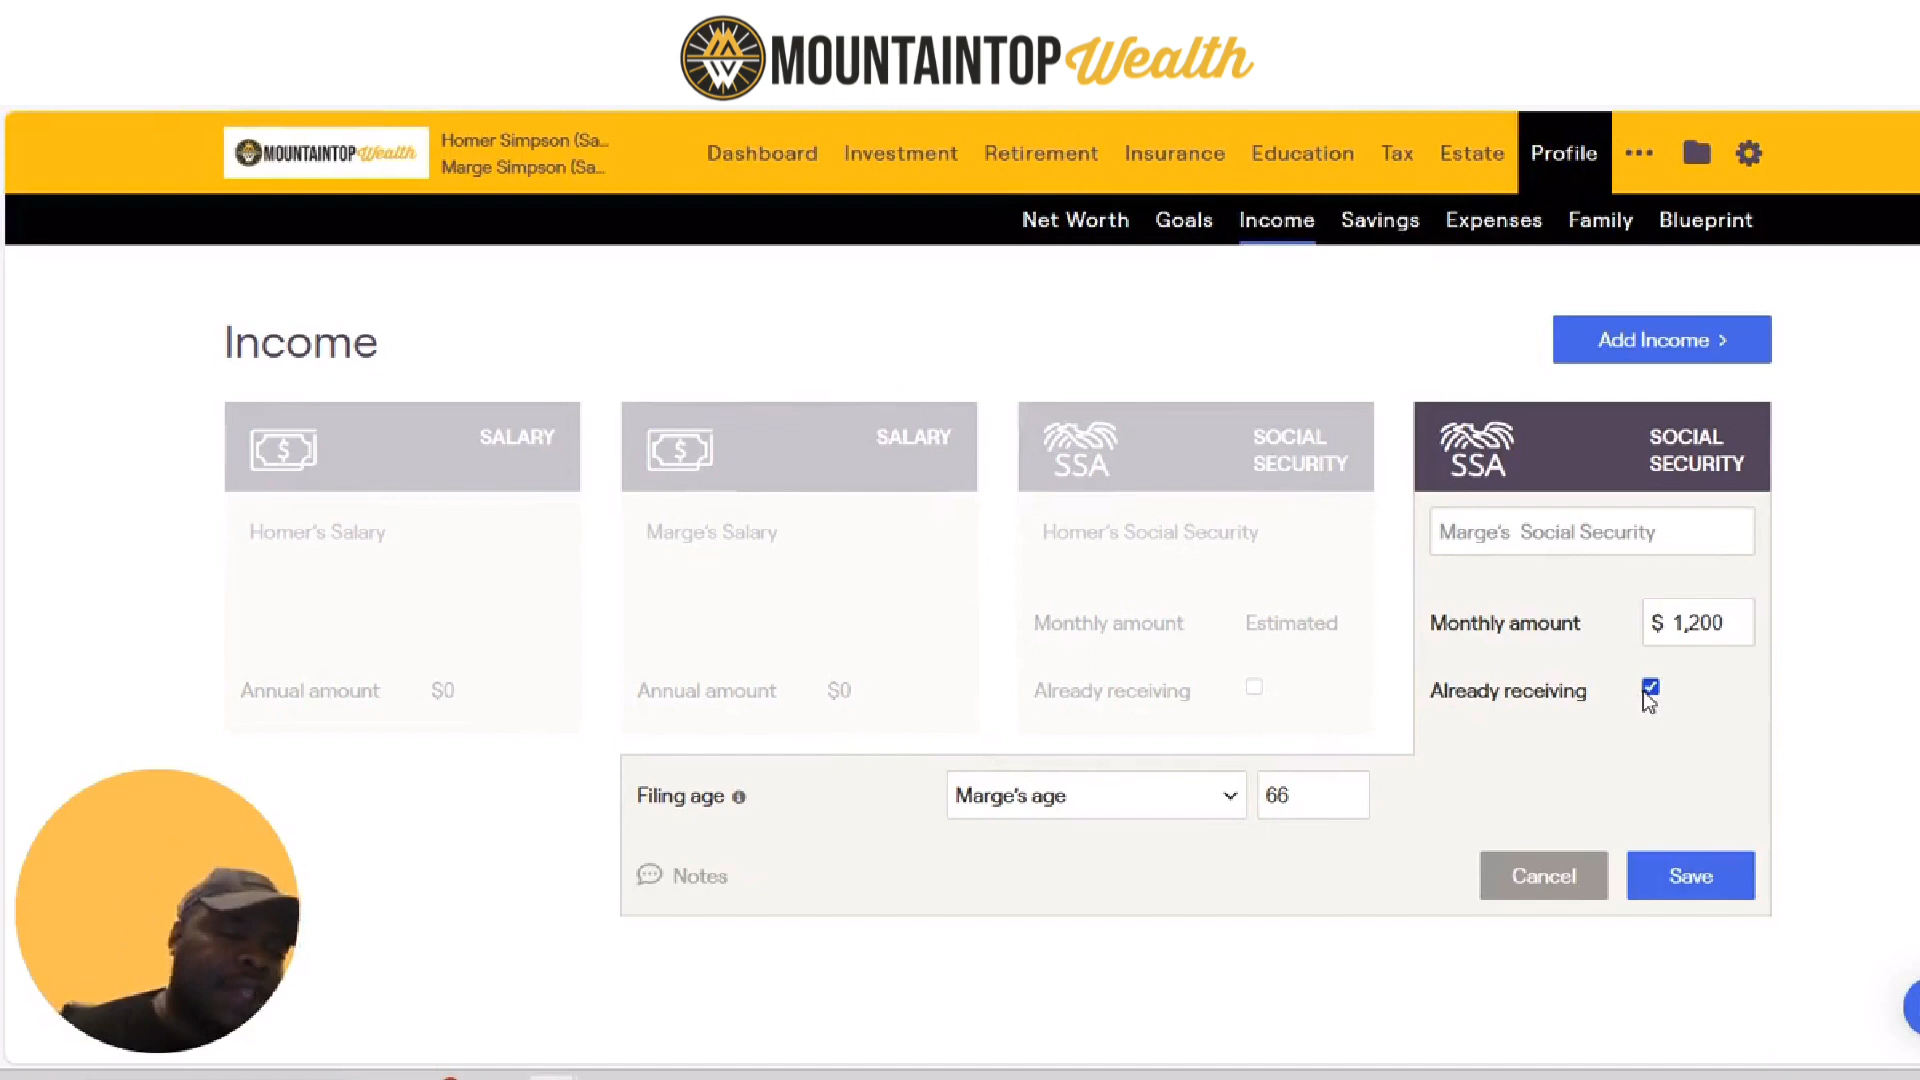 MOUNTAINTOP Wealth
MOUNTAINTOP Wealth
Homer Simpson (Sa...
Marge Simpson (Sa...
Dashboard Investment Retirement Insurance Education Tax Estate Profile
Net Worth Goals Income Savings Expenses Family Blueprint
Income
Add Income >
$ SALARY
$ SALARY
SSA SOCIAL SECURITY
SSA SOCIAL SECURITY
Homer's Salary
Marge's Salary
Homer's Social Security
Marge's Social Security
Monthly amount Estimated
Monthly amount $ 1,200
Annual amount $0
Annual amount $0
Already receiving
Already receiving
Filing age Marge's age 66
Notes
Cancel
Save